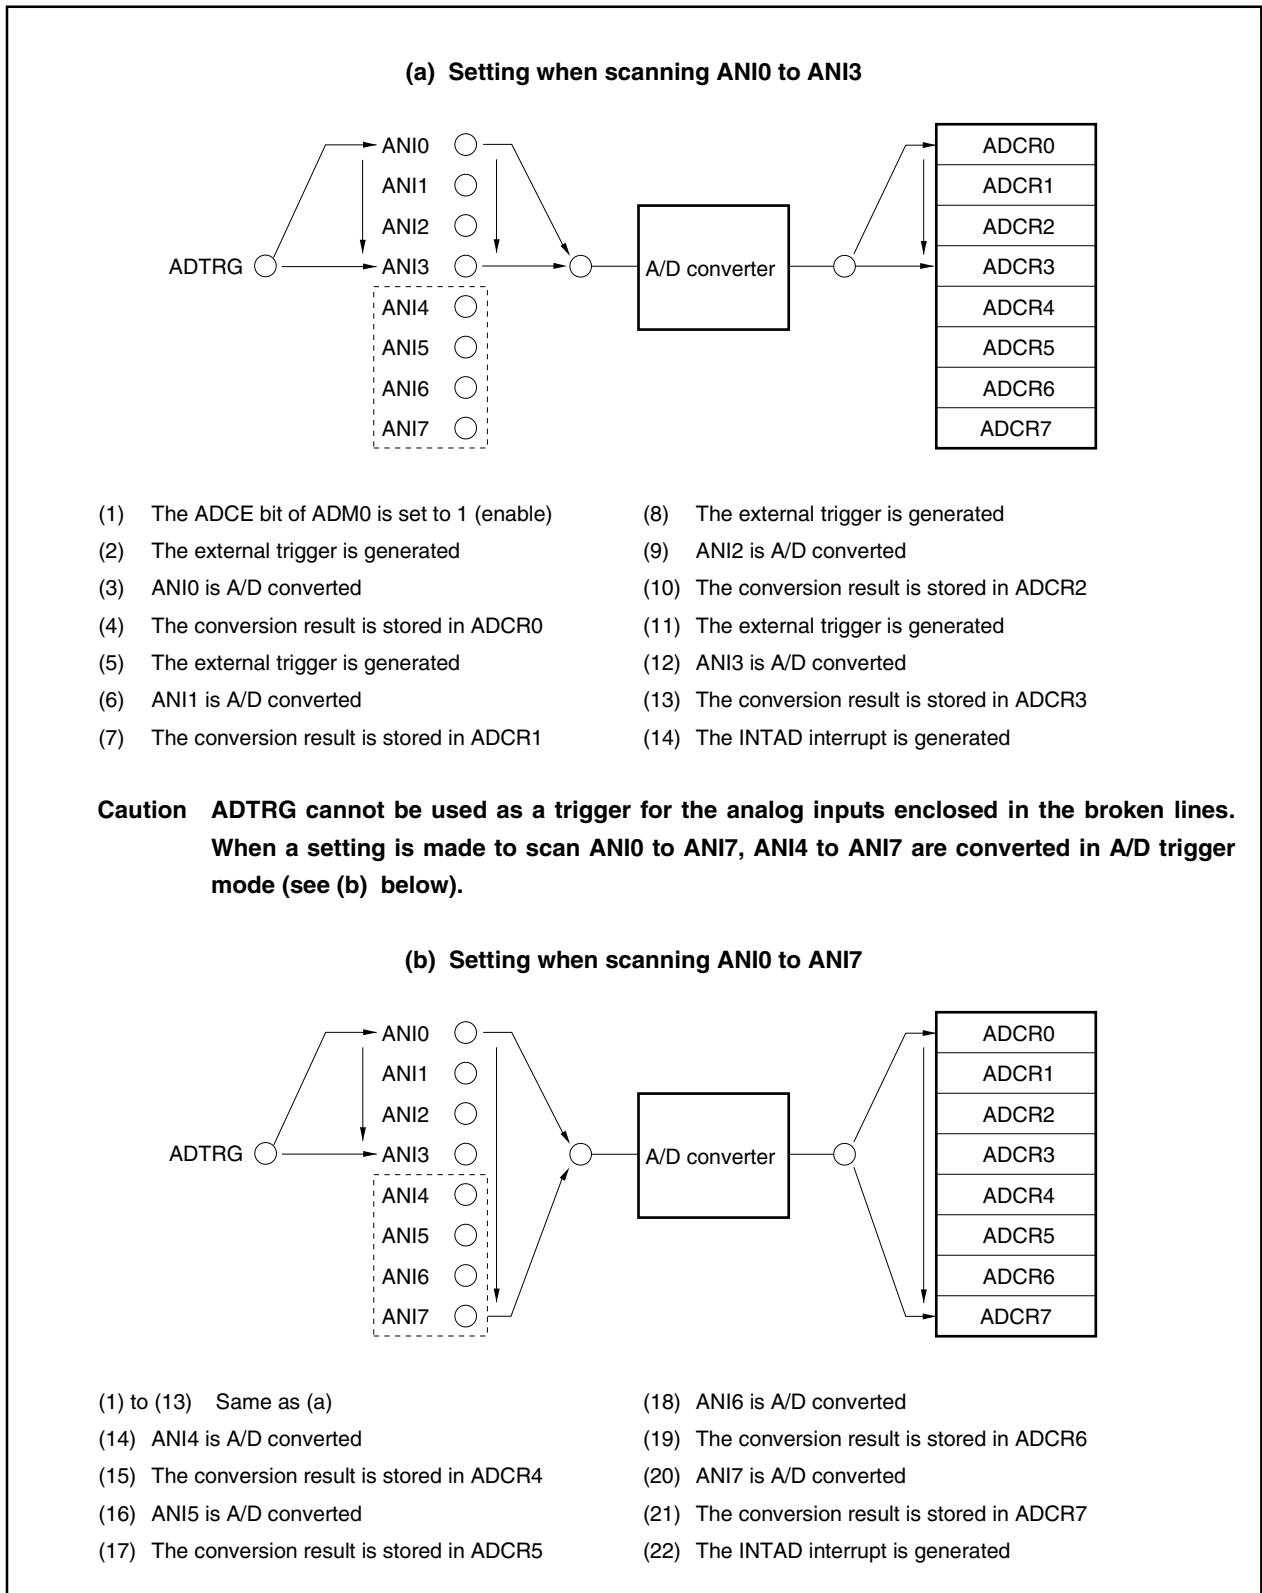 (a) Setting when scanning ANI0 to ANI3
ANI0
ANI1
ANI2
ADTRG
ANI3
ANI4
ANI5
ANI6
ANI7
A/D converter
ADCR0
ADCR1
ADCR2
ADCR3
ADCR4
ADCR5
ADCR6
ADCR7
(1) The ADCE bit of ADM0 is set to 1 (enable)
(2) The external trigger is generated
(3) ANI0 is A/D converted
(4) The conversion result is stored in ADCR0
(5) The external trigger is generated
(6) ANI1 is A/D converted
(7) The conversion result is stored in ADCR1
(8) The external trigger is generated
(9) ANI2 is A/D converted
(10) The conversion result is stored in ADCR2
(11) The external trigger is generated
(12) ANI3 is A/D converted
(13) The conversion result is stored in ADCR3
(14) The INTAD interrupt is generated
Caution ADTRG cannot be used as a trigger for the analog inputs enclosed in the broken lines.
When a setting is made to scan ANI0 to ANI7, ANI4 to ANI7 are converted in A/D trigger
mode (see (b) below).
(b) Setting when scanning ANI0 to ANI7
ANI0
ANI1
ANI2
ADTRG
ANI3
ANI4
ANI5
ANI6
ANI7
A/D converter
ADCR0
ADCR1
ADCR2
ADCR3
ADCR4
ADCR5
ADCR6
ADCR7
(1) to (13) Same as (a)
(14) ANI4 is A/D converted
(15) The conversion result is stored in ADCR4
(16) ANI5 is A/D converted
(17) The conversion result is stored in ADCR5
(18) ANI6 is A/D converted
(19) The conversion result is stored in ADCR6
(20) ANI7 is A/D converted
(21) The conversion result is stored in ADCR7
(22) The INTAD interrupt is generated